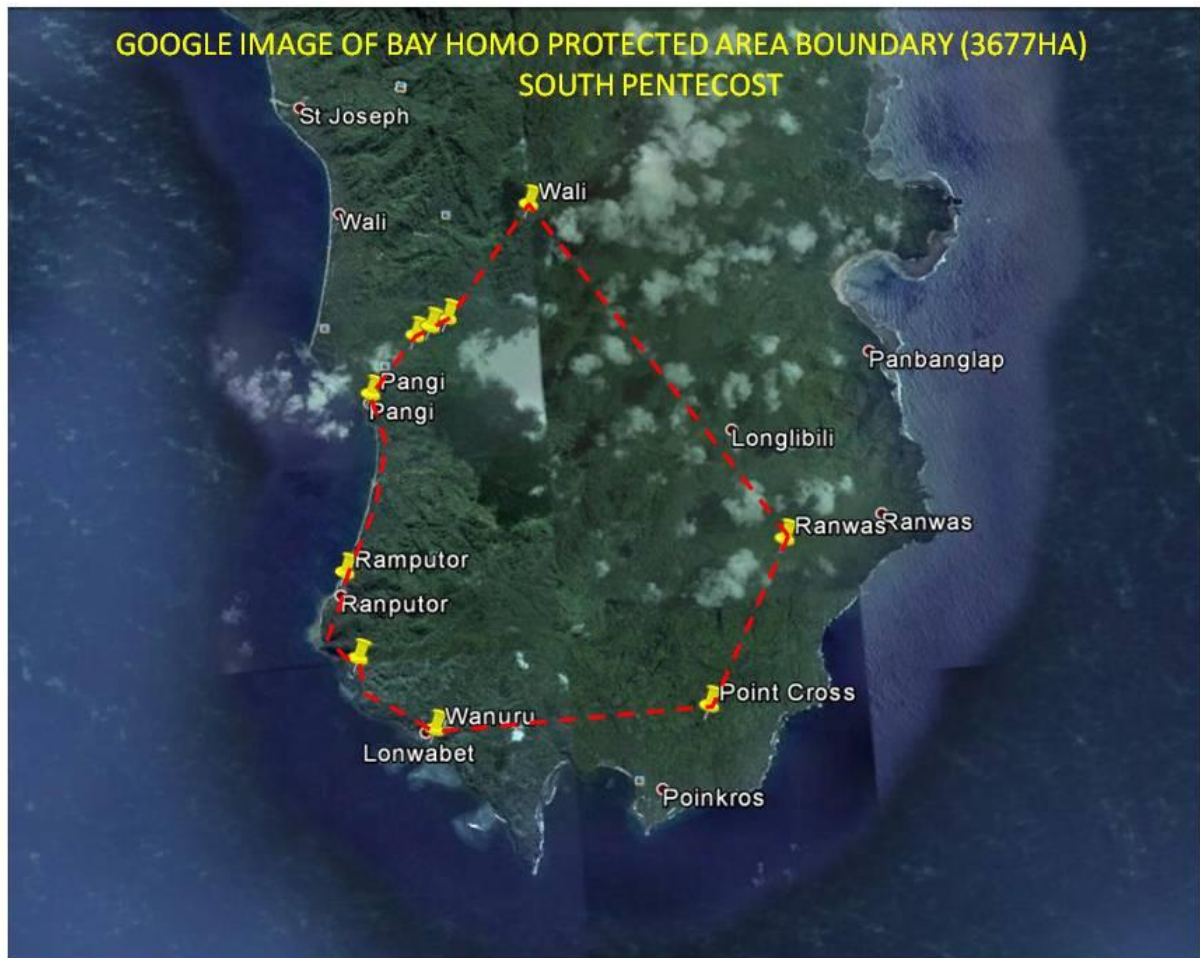 GOOGLE IMAGE OF BAY HOMO PROTECTED AREA BOUNDARY (3677HA)
SOUTH PENTECOST
St Joseph
Wali
Wali
Panbanglap
Pangi
Pangi
Longlibili
Ranwas
Ranwas
Ramputor
Ranputor
Point Cross
Wanuru
Lonwabet
Poinkros